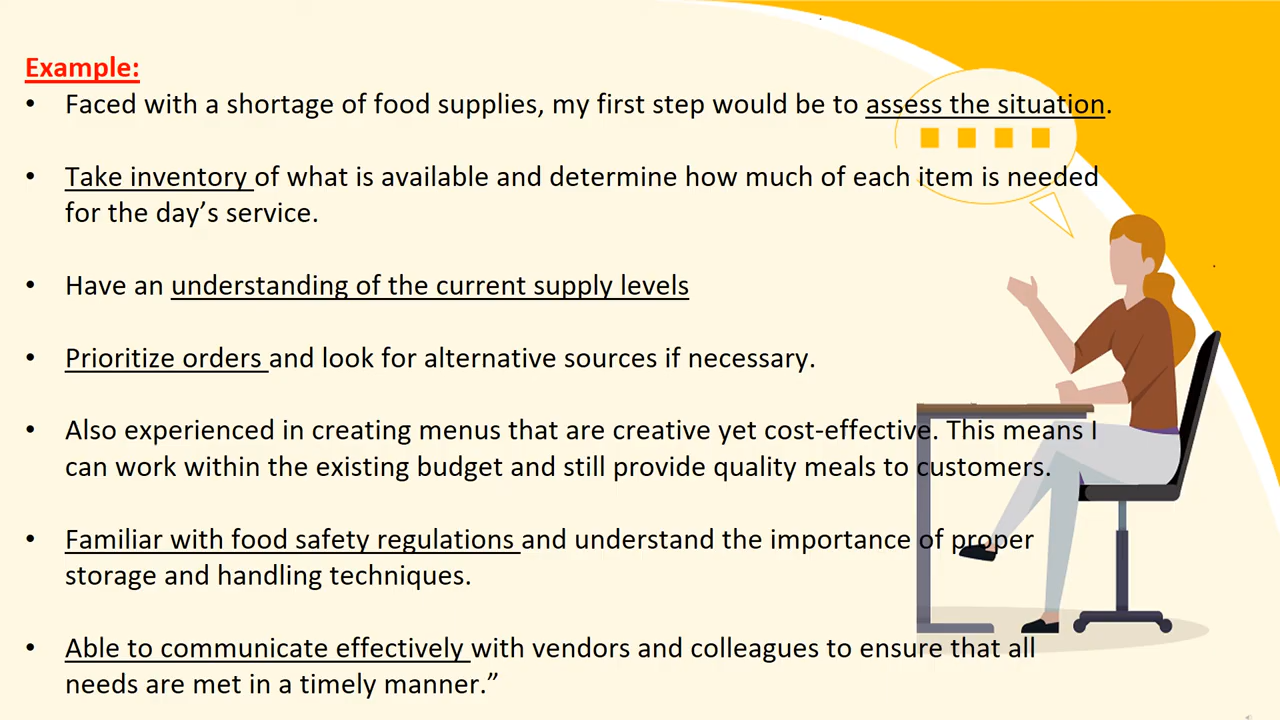 Example:
• Faced with a shortage of food supplies, my first step would be to assess the situation.
• Take inventory of what is available and determine how much of each item is needed
for the day’s service.
• Have an understanding of the current supply levels
• Prioritize orders and look for alternative sources if necessary.
• Also experienced in creating menus that are creative yet cost-effective. This means I
can work within the existing budget and still provide quality meals to customers.
• Familiar with food safety regulations and understand the importance of proper
storage and handling techniques.
• Able to communicate effectively with vendors and colleagues to ensure that all
needs are met in a timely manner.”